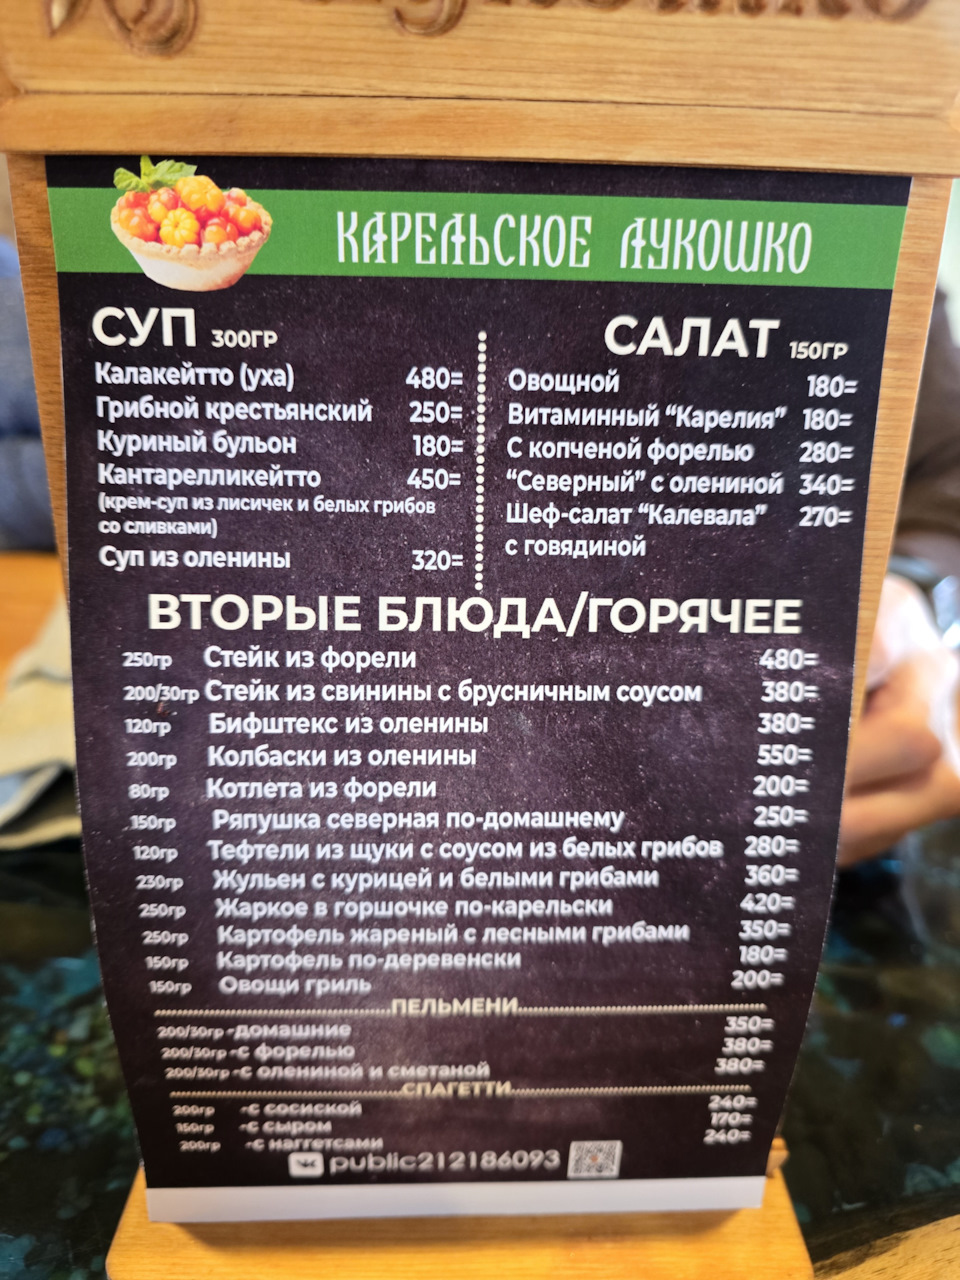 КАРЕЛЬСКОЕ ЛУКОШКО
СУП 300ГР
Калакейтто (уха) 480=
Грибной крестьянский 250=
Куриный бульон 180=
Кантарелликейтто 450=
(крем-суп из лисичек и белых грибов
со сливками)
Суп из оленины 320=
САЛАТ 150ГР
Овощной 180=
Витаминный “Карелия” 180=
С копченой форелью 280=
“Северный” с олениной 340=
Шеф-салат “Калевала” 270=
с говядиной
ВТОРЫЕ БЛЮДА/ГОРЯЧЕЕ
250гр Стейк из форели 480=
200/30гр Стейк из свинины с брусничным соусом 380=
120гр Бифштекс из оленины 380=
200гр Колбаски из оленины 550=
80гр Котлета из форели 200=
150гр Ряпушка северная по-домашнему 250=
120гр Тефтели из щуки с соусом из белых грибов 280=
230гр Жульен с курицей и белыми грибами 360=
250гр Жаркое в горшочке по-карельски 420=
250гр Картофель жареный с лесными грибами 350=
150гр Картофель по-деревенски 180=
150гр Овощи гриль 200=
ПЕЛЬМЕНИ
200/30гр -домашние 350=
200/30гр -с форелью 380=
200/30гр -с олениной и сметаной 380=
СПАГЕТТИ
200гр -с сосиской 240=
150гр -с сыром 170=
200гр -с наггетсами 240=
public212186093